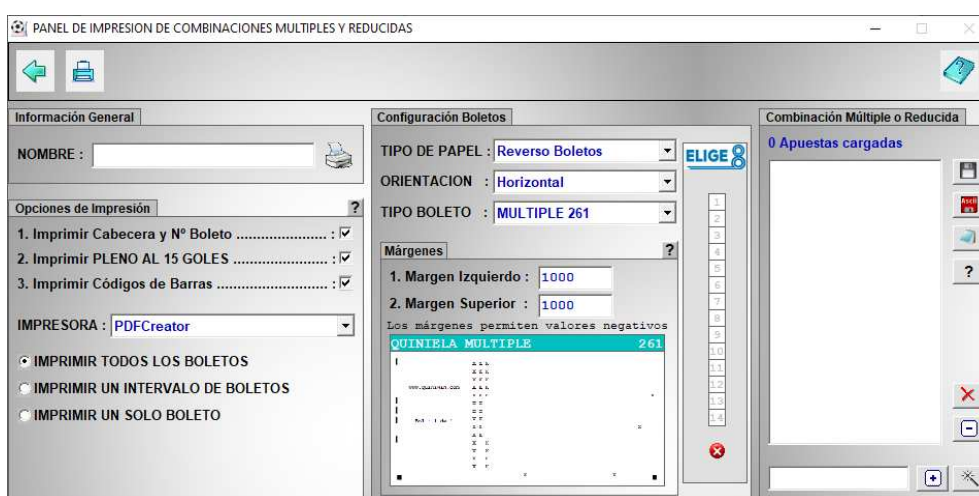 PANEL DE IMPRESION DE COMBINACIONES MULTIPLES Y REDUCIDAS
Información General
NOMBRE :
Opciones de Impresión ?
1. Imprimir Cabecera y Nº Boleto ...................... :
2. Imprimir PLENO AL 15 GOLES ....................... :
3. Imprimir Códigos de Barras ........................... :
IMPRESORA : PDFCreator
IMPRIMIR TODOS LOS BOLETOS
IMPRIMIR UN INTERVALO DE BOLETOS
IMPRIMIR UN SOLO BOLETO
Configuración Boletos
TIPO DE PAPEL : Reverso Boletos
ORIENTACION : Horizontal
TIPO BOLETO : MULTIPLE 261
Márgenes ?
1. Margen Izquierdo : 1000
2. Margen Superior : 1000
Los márgenes permiten valores negativos
QUINIELA MULTIPLE 261
ELIGE 8
1
2
3
4
5
6
7
8
9
10
11
12
13
14
Combinación Múltiple o Reducida
0 Apuestas cargadas
Ascii
?